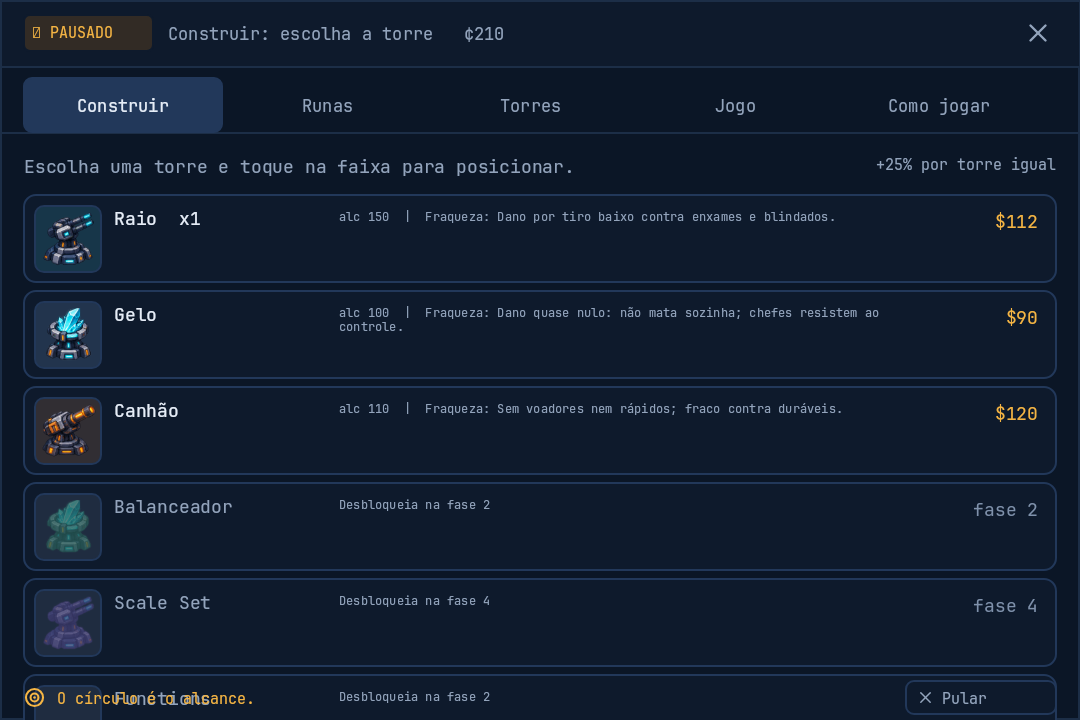 PAUSADO Construir: escolha a torre ¢210
Construir Runas Torres Jogo Como jogar
Escolha uma torre e toque na faixa para posicionar. +25% por torre igual
Raio x1 alc 150 | Fraqueza: Dano por tiro baixo contra enxames e blindados. $112
Gelo alc 100 | Fraqueza: Dano quase nulo: não mata sozinha; chefes resistem ao $90
controle.
Canhão alc 110 | Fraqueza: Sem voadores nem rápidos; fraco contra duráveis. $120
Balanceador Desbloqueia na fase 2 fase 2
Scale Set Desbloqueia na fase 4 fase 4
Functions Desbloqueia na fase 2
O círculo é o alcance. Pular